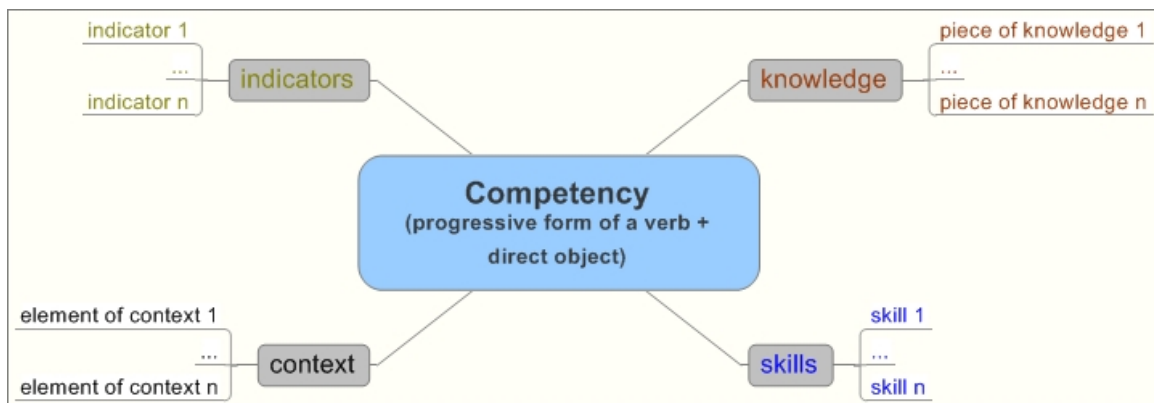 indicator 1
...
indicator n
indicators
knowledge
piece of knowledge 1
...
piece of knowledge n
Competency
(progressive form of a verb +
direct object)
element of context 1
...
element of context n
context
skills
skill 1
...
skill n